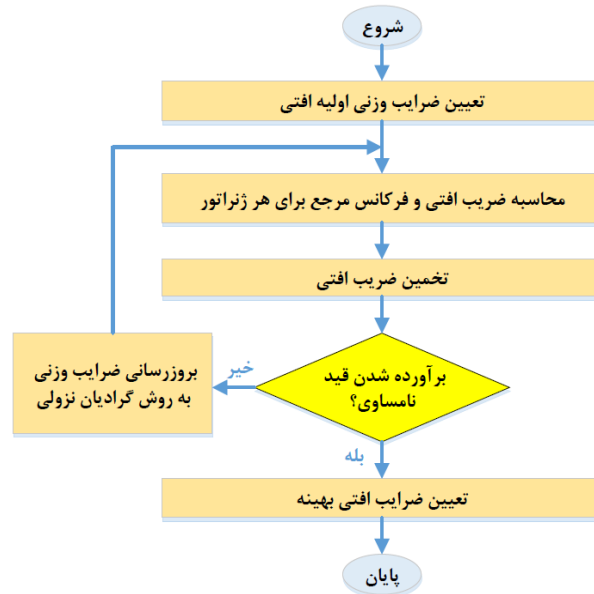 شروع
تعیین ضرایب وزنی اولیه افتی
محاسبه ضریب افتی و فرکانس مرجع برای هر ژنراتور
تخمین ضریب افتی
برآورده شدن قید
نامساوی؟
خیر
بروزرسانی ضرایب وزنی
به روش گرادیان نزولی
بله
تعیین ضرایب افتی بهینه
پایان